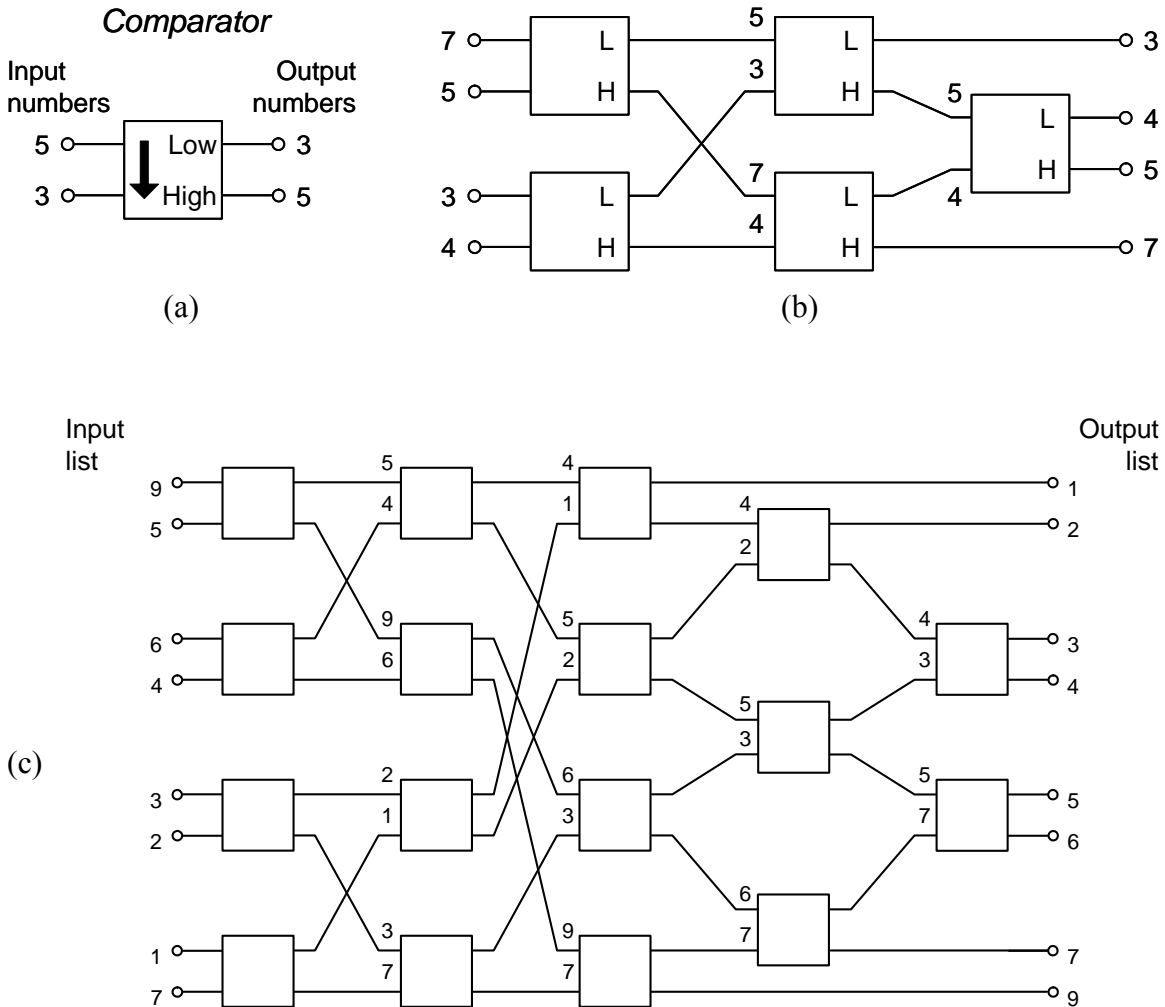 Comparator
Input numbers
Output numbers
5 Low 3
3 High 5
(a)
5
7 L L 3
3
5 H H 5 4
L
7 H 5
3 L L 4
4
4 H H 7
(b)
Input list
Output list
5 4
9 1
4 1 4
5 2
2
9 5 4
6 3
6 2 3
4 4
5
(c)
3
2 6 5
3 5
1 3 7
2 6
6
3 9 7
1 7
7 7
7 9